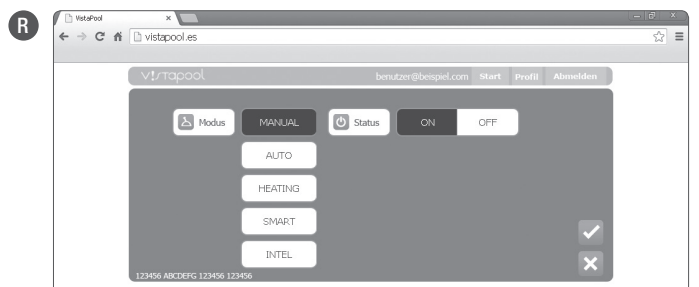 R
VistaPool
vistapool.es
v!stapool benutzer@beispiel.com Start Profil Abmelden
Modus MANUAL Status ON OFF
AUTO
HEATING
SMART
INTEL
123456 ABCDEFG 123456 123456